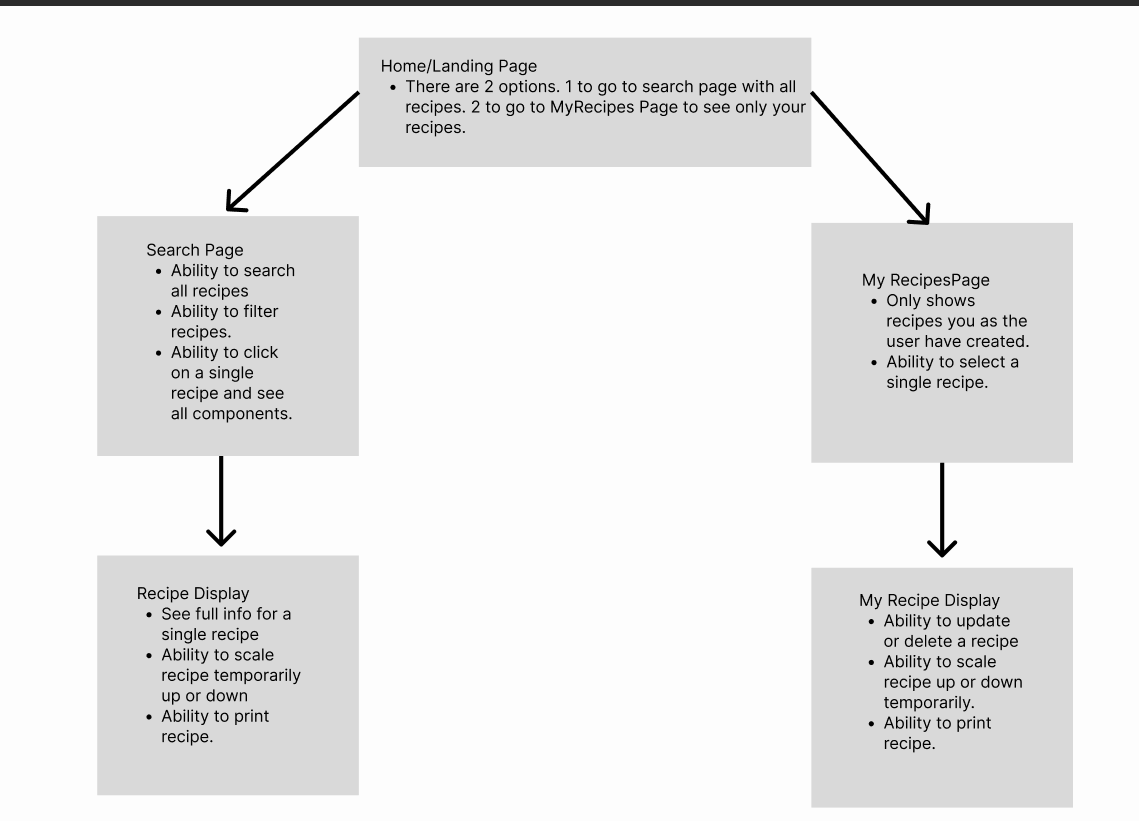 Home/Landing Page
• There are 2 options. 1 to go to search page with all
recipes. 2 to go to MyRecipes Page to see only your
recipes.
Search Page
• Ability to search
all recipes
• Ability to filter
recipes.
• Ability to click
on a single
recipe and see
all components.
My RecipesPage
• Only shows
recipes you as the
user have created.
• Ability to select a
single recipe.
Recipe Display
• See full info for a
single recipe
• Ability to scale
recipe temporarily
up or down
• Ability to print
recipe.
My Recipe Display
• Ability to update
or delete a recipe
• Ability to scale
recipe up or down
temporarily.
• Ability to print
recipe.